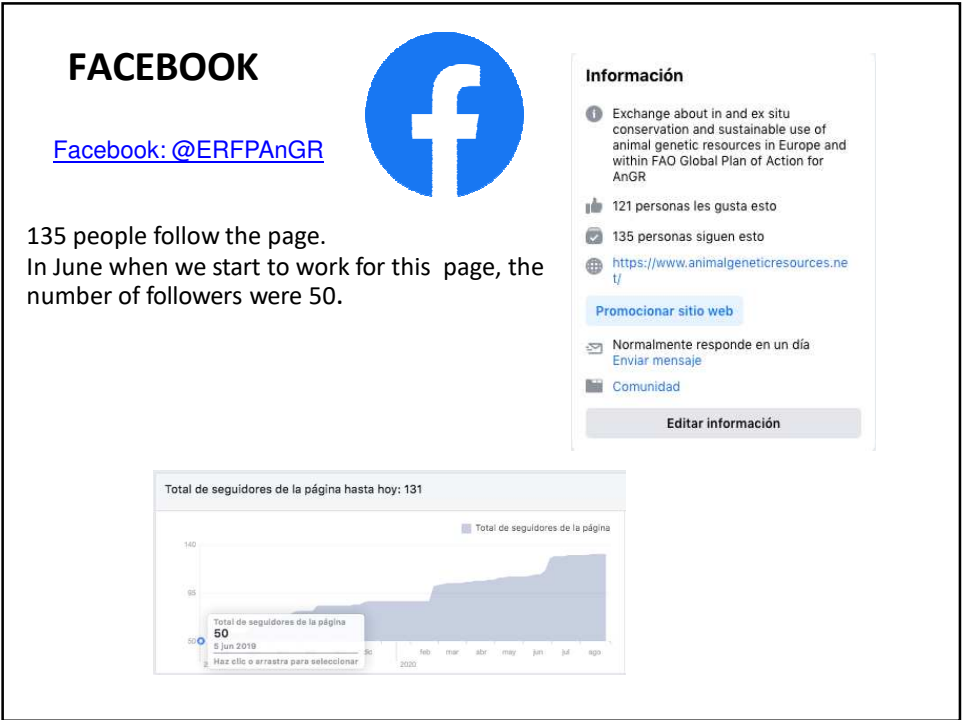 FACEBOOK
Facebook: @ERFPAnGR
135 people follow the page.
In June when we start to work for this page, the
number of followers were 50.
Información
Exchange about in and ex situ
conservation and sustainable use of
animal genetic resources in Europe and
within FAO Global Plan of Action for
AnGR
121 personas les gusta esto
135 personas siguen esto
https://www.animalgeneticresources.ne
t/
Promocionar sitio web
Normalmente responde en un día
Enviar mensaje
Comunidad
Editar información
Total de seguidores de la página hasta hoy: 131
Total de seguidores de la página
140
95
50
Total de seguidores de la página
50
5 jun 2019
Haz clic o arrastra para seleccionar
feb mar abr may jun jul ago
2020